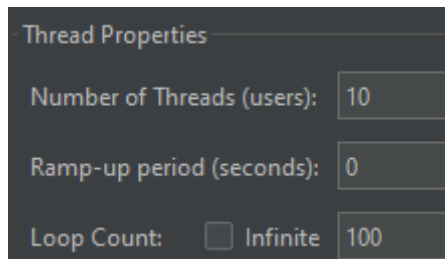 Thread Properties
Number of Threads (users): 10
Ramp-up period (seconds): 0
Loop Count: Infinite 100